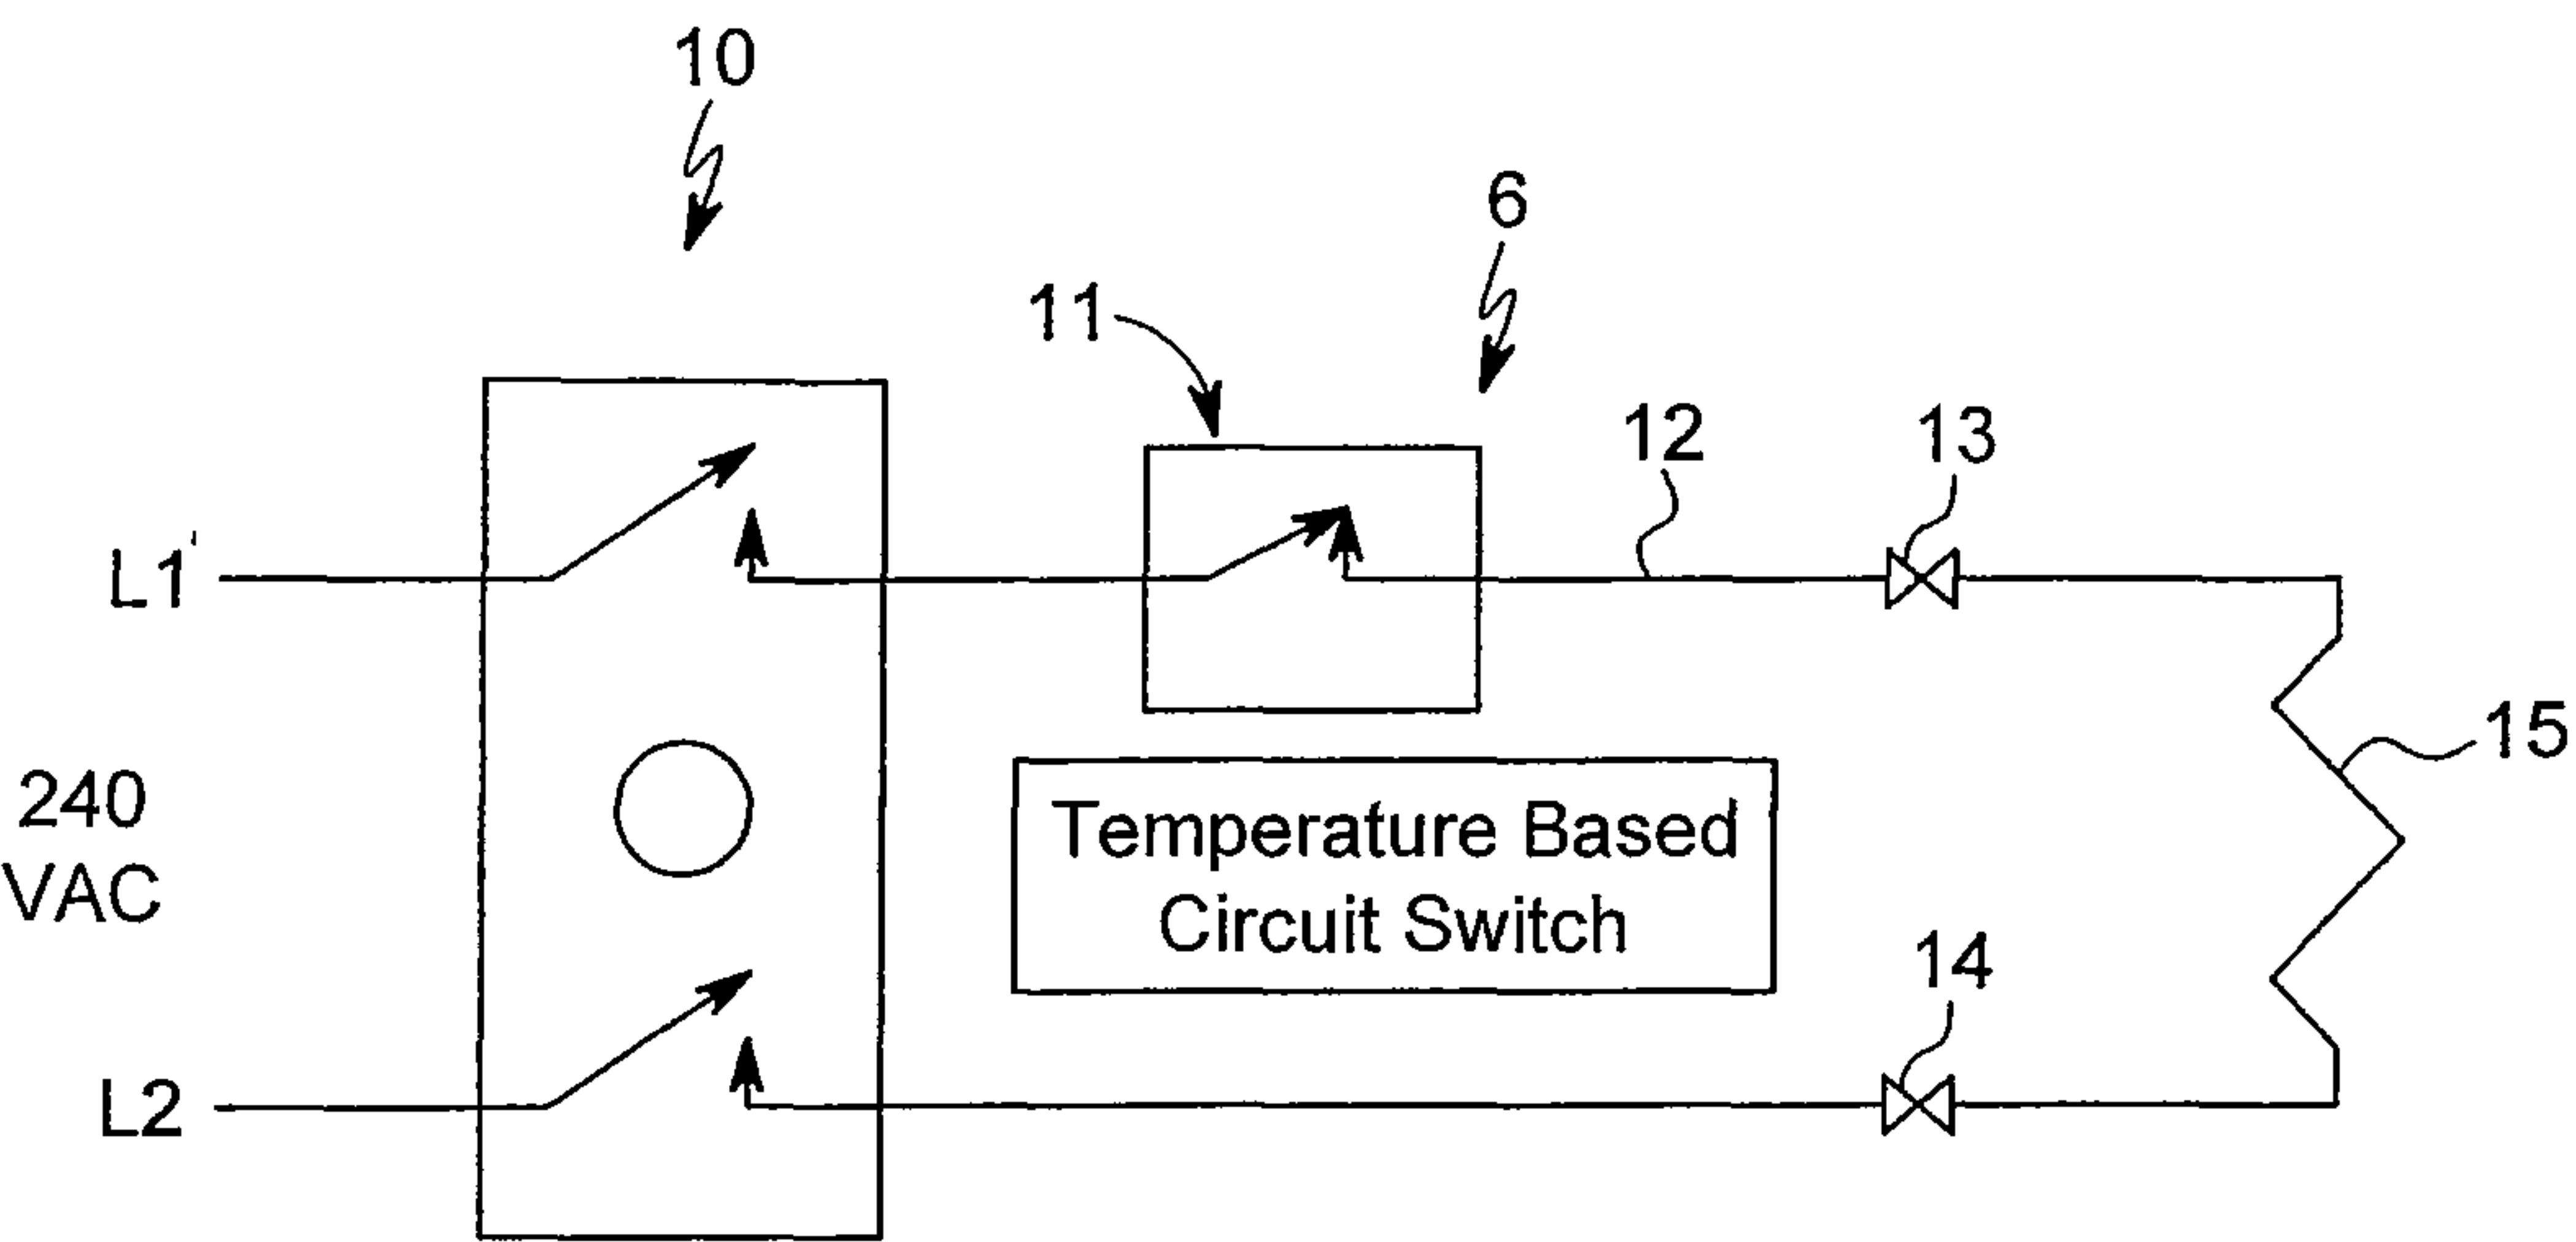 10
6
11
12
13
L1
15
240
VAC
Temperature Based
Circuit Switch
14
L2